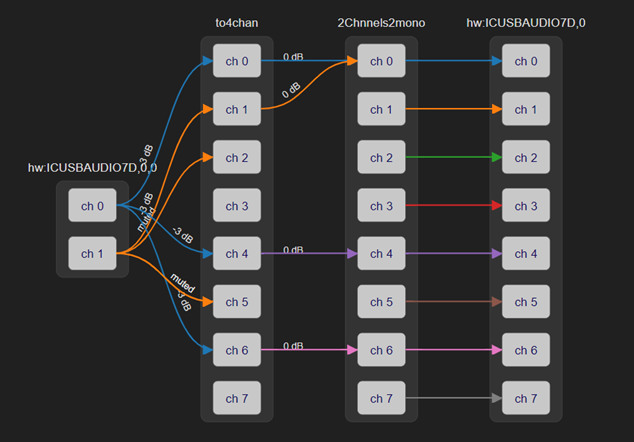 to4chan
2Chnnels2mono
hw:ICUSBAUDIO7D,0
hw:ICUSBAUDIO7D,0,0
ch 0
ch 1
-3 dB
-3 dB
muted
-3 dB
muted
-3 dB
ch 0
ch 1
ch 2
ch 3
ch 4
ch 5
ch 6
ch 7
0 dB
0 dB
0 dB
0 dB
ch 0
ch 1
ch 2
ch 3
ch 4
ch 5
ch 6
ch 7
ch 0
ch 1
ch 2
ch 3
ch 4
ch 5
ch 6
ch 7